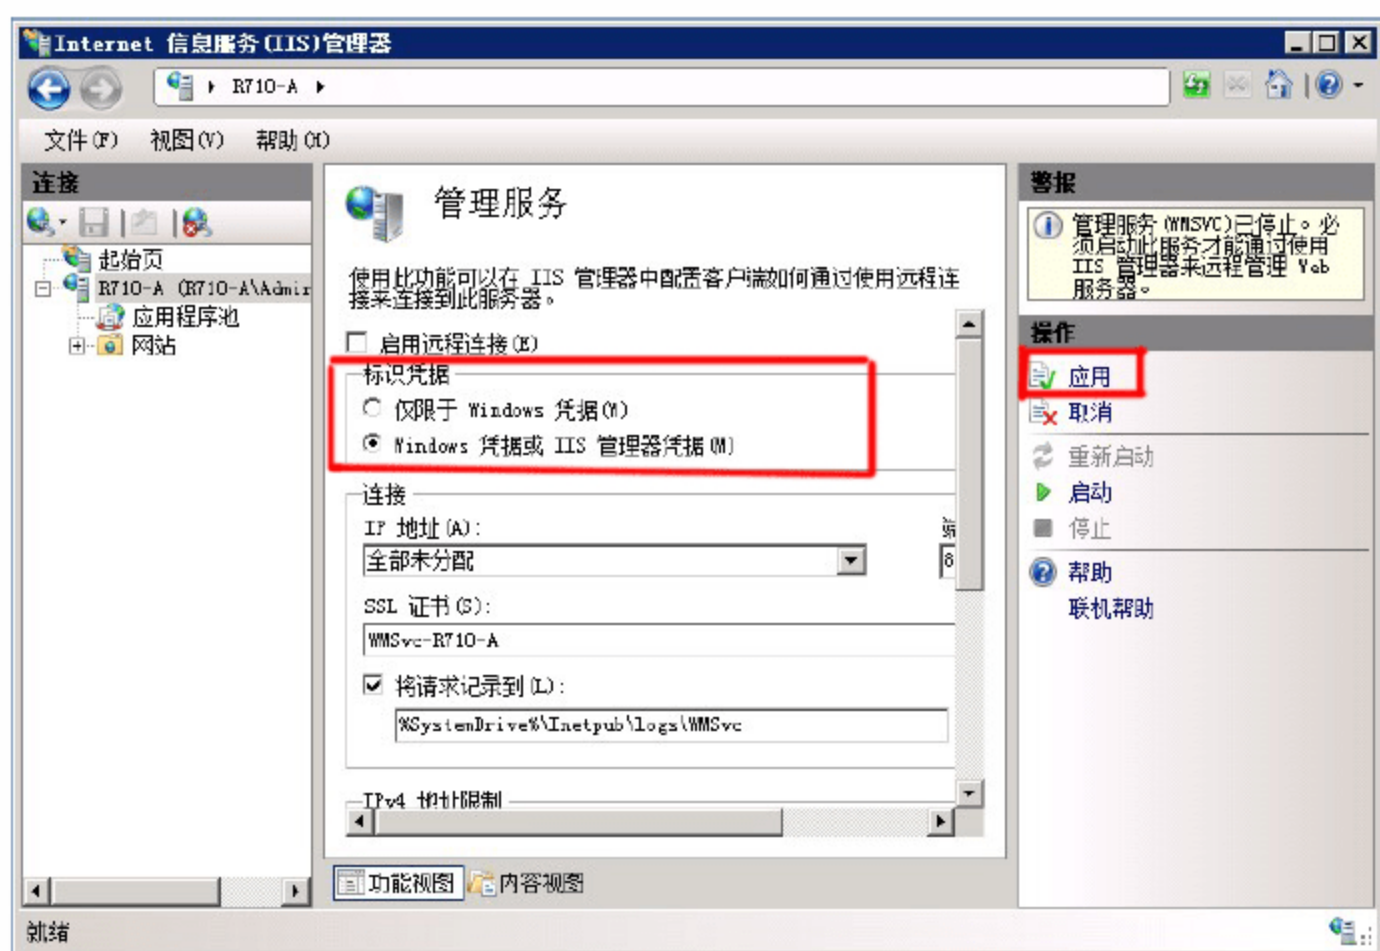 Internet 信息服务(IIS)管理器
R710-A
文件(F) 视图(V) 帮助(H)
连接
起始页
R710-A (R710-A\Admir
应用程序池
网站
管理服务
使用此功能可以在 IIS 管理器中配置客户端如何通过使用远程连
接来连接到此服务器。
启用远程连接(E)
标识凭据
仅限于 Windows 凭据(W)
Windows 凭据或 IIS 管理器凭据(M)
连接
IP 地址(A):
端
全部未分配
8
SSL 证书(S):
WMSvc-R710-A
将请求记录到(L):
%SystemDrive%\Inetpub\logs\WMSvc
IPv4 地址限制
功能视图 内容视图
警报
管理服务(WMSVC)已停止。必
须启动此服务才能通过使用
IIS 管理器来远程管理 Web
服务器。
操作
应用
取消
重新启动
启动
停止
帮助
联机帮助
就绪